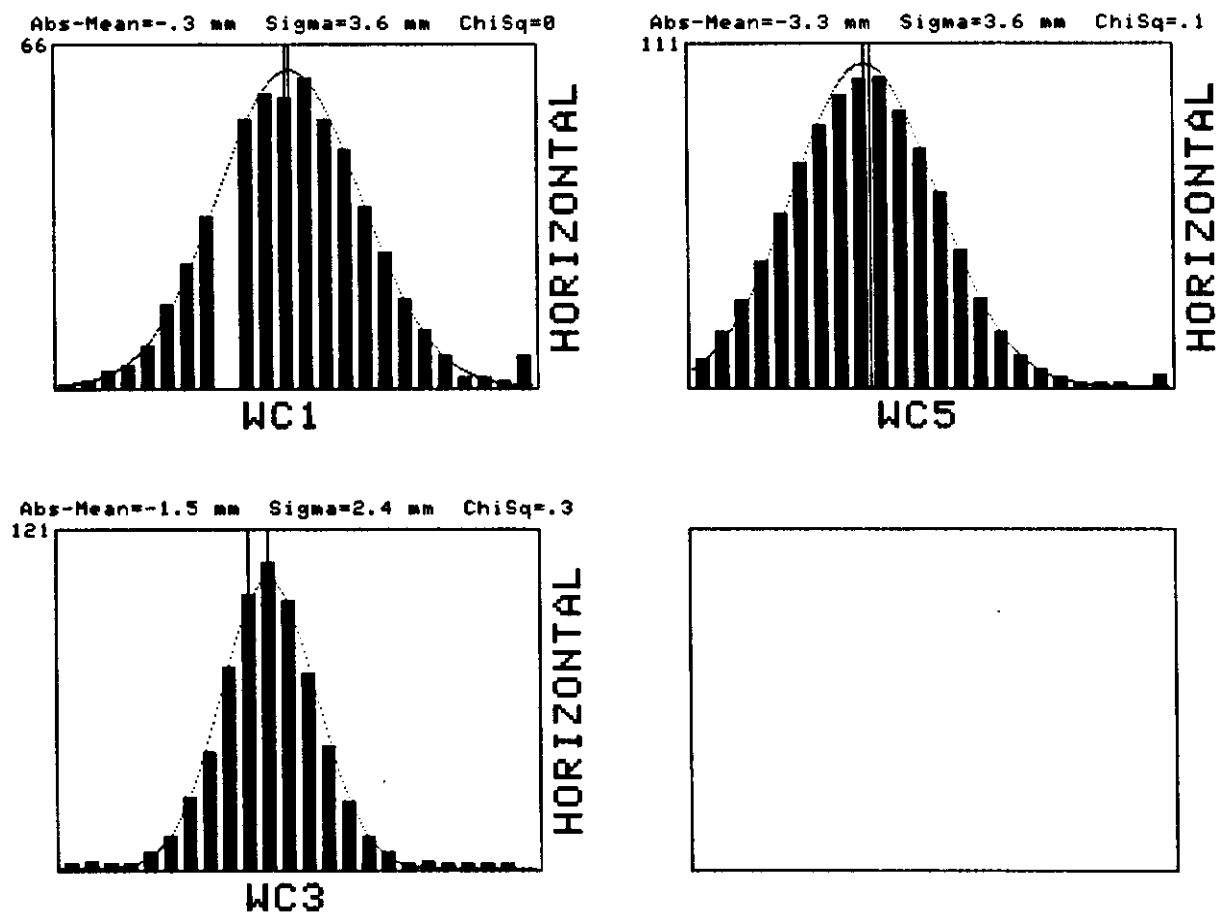 Abs-Mean=-.3 mm Sigma=3.6 mm ChiSq=0
66
HORIZONTAL
WC1
Abs-Mean=-3.3 mm Sigma=3.6 mm ChiSq=.1
111
HORIZONTAL
WC5
Abs-Mean=-1.5 mm Sigma=2.4 mm ChiSq=.3
121
HORIZONTAL
WC3